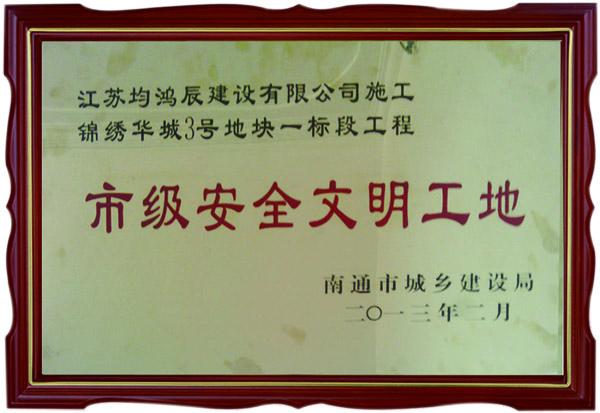 江苏均鸿辰建设有限公司施工
锦绣华城3号地块一标段工程
市级安全文明工地
南通市城乡建设局
二〇一三年二月